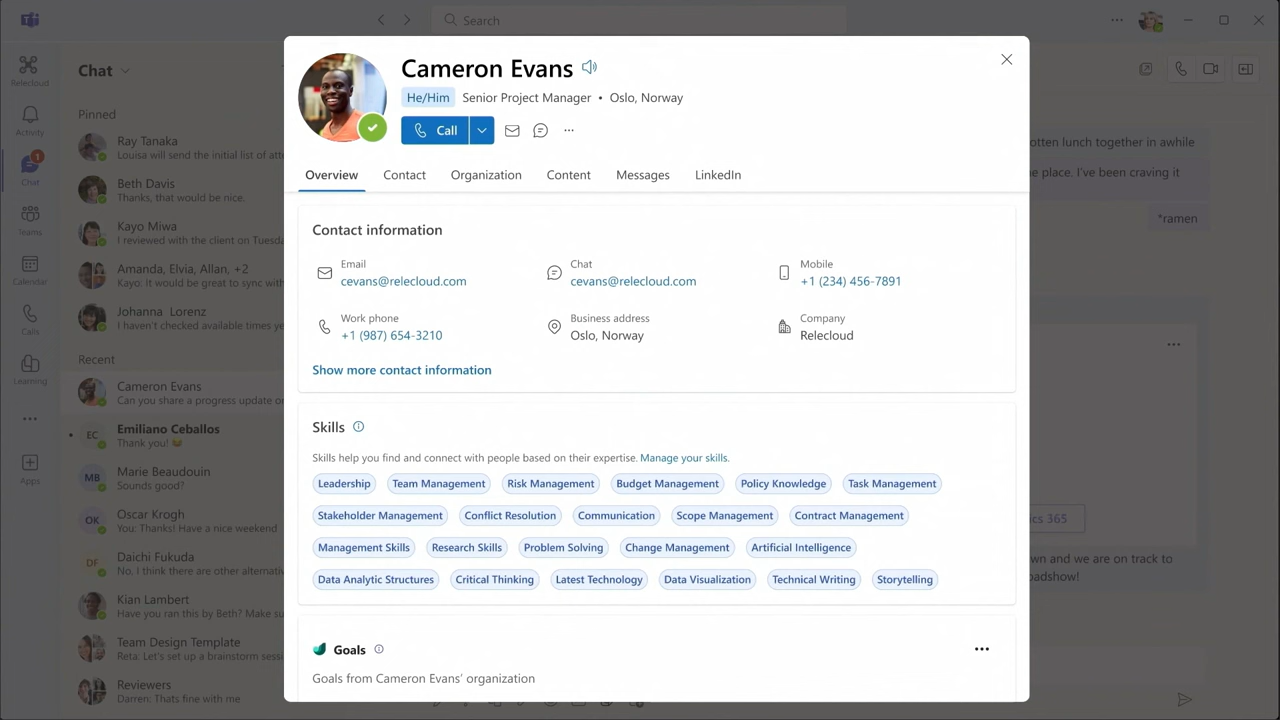 Search
Relecloud
Activity
1
Chat
Teams
Calendar
Calls
Learning
Apps
Chat
Pinned
Ray Tanaka
Louisa will send the initial list of
Beth Davis
Thanks, that would be nice.
Kayo Miwa
I reviewed with the client on Tuesda
Amanda, Elvia, Allan, +2
Kayo: It would be great to sync with
Johanna Lorenz
I haven't checked available times
Recent
Cameron Evans
Can you share a progress update
EC
Emiliano Ceballos
Thank you!
MB
Marie Beaudouin
Sounds good?
OK
Oscar Krogh
You: Thanks! Have a nice weekend
DF
Daichi Fukuda
No, I think there are other
Kian Lambert
Have you ran this by Beth? Make
Team Design Template
Reta: Let's set up a brainstorm
Reviewers
Darren: Thats fine with me
Cameron Evans
He/Him Senior Project Manager • Oslo, Norway
Call
Overview Contact Organization Content Messages LinkedIn
Contact information
Email
cevans@relecloud.com
Chat
cevans@relecloud.com
Mobile
+1 (234) 456-7891
Work phone
+1 (987) 654-3210
Business address
Oslo, Norway
Company
Relecloud
Show more contact information
Skills
Skills help you find and connect with people based on their expertise. Manage your skills.
Leadership Team Management Risk Management Budget Management Policy Knowledge Task Management
Stakeholder Management Conflict Resolution Communication Scope Management Contract Management
Management Skills Research Skills Problem Solving Change Management Artificial Intelligence
Data Analytic Structures Critical Thinking Latest Technology Data Visualization Technical Writing Storytelling
Goals
Goals from Cameron Evans' organization
otten lunch together in awhile
e place. I've been craving it
*ramen
ics 365
wn and we are on track to
oadshow!